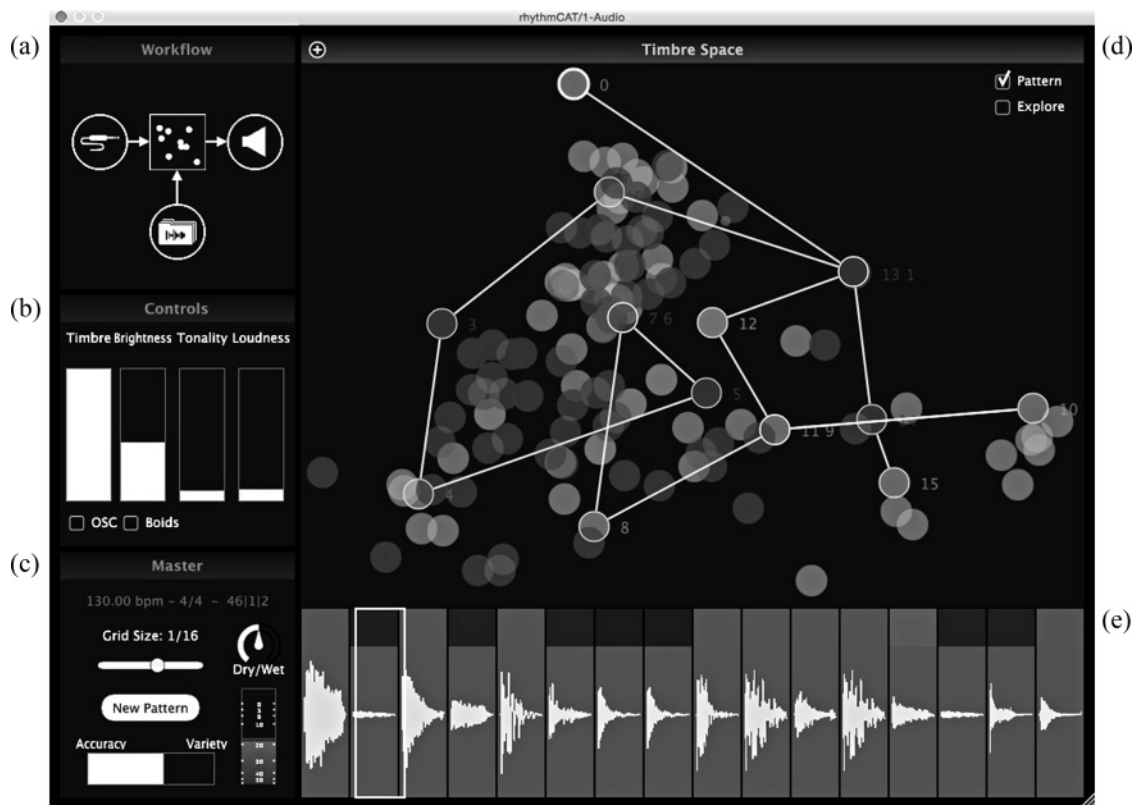 rhythmCAT/1-Audio
(a)
Workflow
Timbre Space
(d)
Pattern
Explore
0
13 1
3
7 6
12
5
10
11 9
4
15
8
(b)
Controls
Timbre Brightness Tonality Loudness
OSC
Boids
(c)
Master
130.00 bpm – 4/4 – 46|1|2
Grid Size: 1/16
Dry/Wet
New Pattern
Accuracy
Variety
(e)